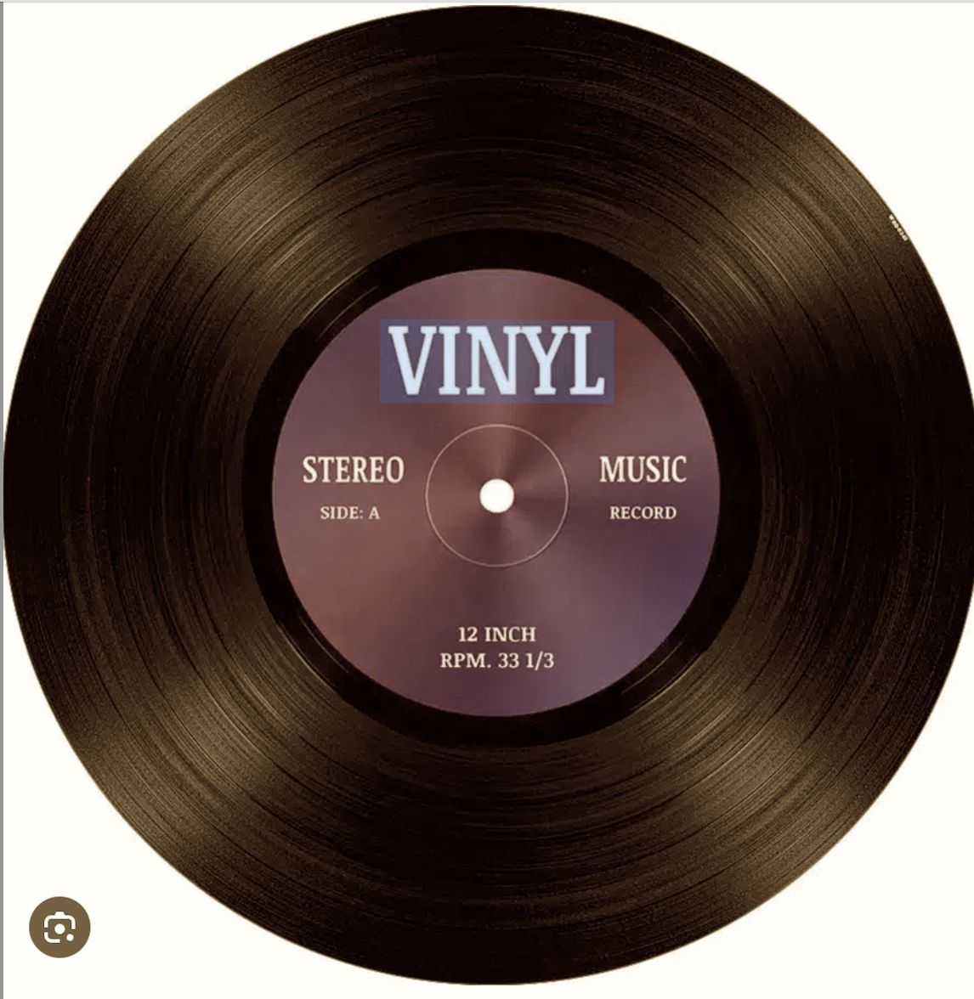 VINYL
STEREO
MUSIC
SIDE: A
RECORD
12 INCH
RPM. 33 1/3